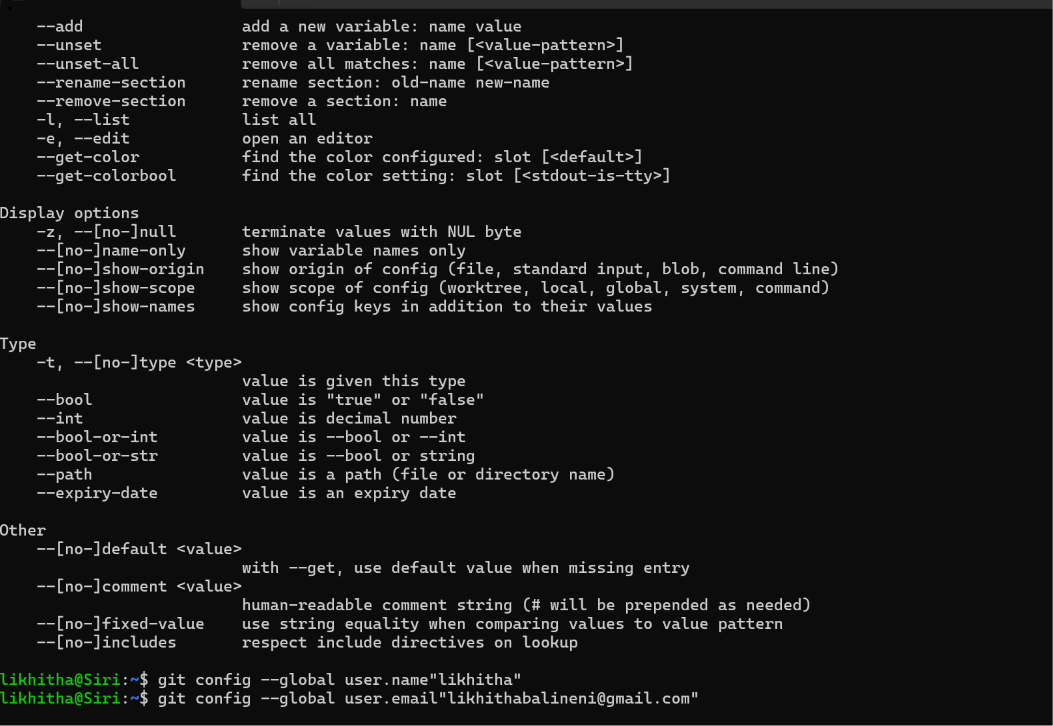 --add add a new variable: name value
--unset remove a variable: name [<value-pattern>]
--unset-all remove all matches: name [<value-pattern>]
--rename-section rename section: old-name new-name
--remove-section remove a section: name
-l, --list list all
-e, --edit open an editor
--get-color find the color configured: slot [<default>]
--get-colorbool find the color setting: slot [<stdout-is-tty>]
Display options
-z, --[no-]null terminate values with NUL byte
--[no-]name-only show variable names only
--[no-]show-origin show origin of config (file, standard input, blob, command line)
--[no-]show-scope show scope of config (worktree, local, global, system, command)
--[no-]show-names show config keys in addition to their values
Type
-t, --[no-]type <type>
value is given this type
--bool value is "true" or "false"
--int value is decimal number
--bool-or-int value is --bool or --int
--bool-or-str value is --bool or string
--path value is a path (file or directory name)
--expiry-date value is an expiry date
Other
--[no-]default <value>
with --get, use default value when missing entry
--[no-]comment <value>
human-readable comment string (# will be prepended as needed)
--[no-]fixed-value use string equality when comparing values to value pattern
--[no-]includes respect include directives on lookup
likhitha@Siri:~$ git config --global user.name"likhitha"
likhitha@Siri:~$ git config --global user.email"likhithabalineni@gmail.com"